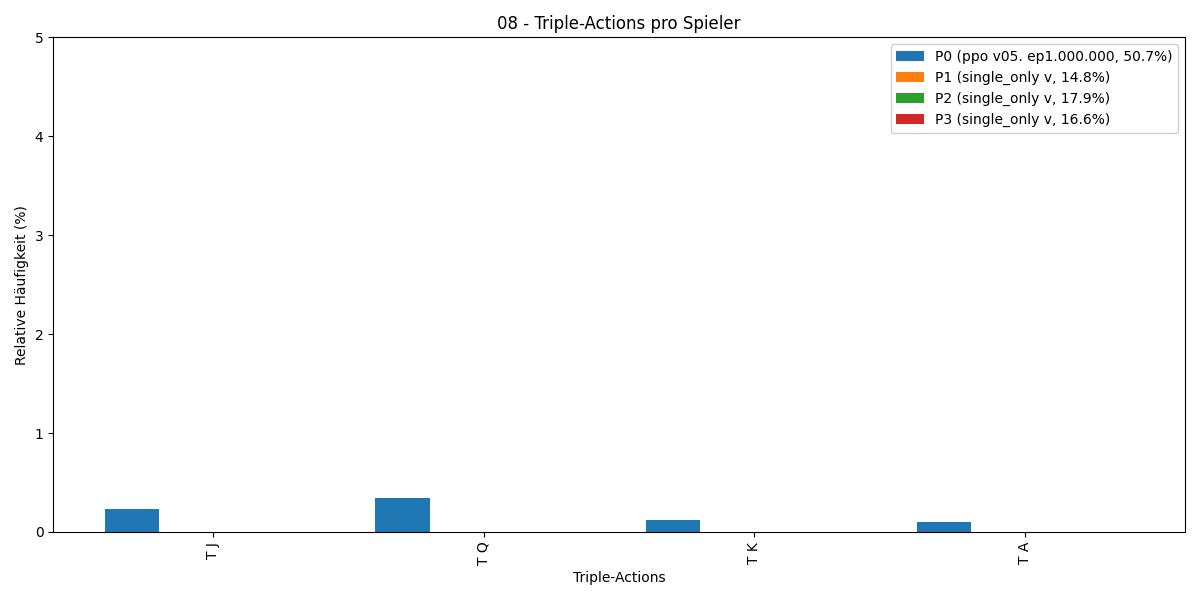 08 - Triple-Actions pro Spieler
Relative Häufigkeit (%)
5
4
3
2
1
0
P0 (ppo v05. ep1.000.000, 50.7%)
P1 (single_only v, 14.8%)
P2 (single_only v, 17.9%)
P3 (single_only v, 16.6%)
T J
T Q
T K
T A
Triple-Actions